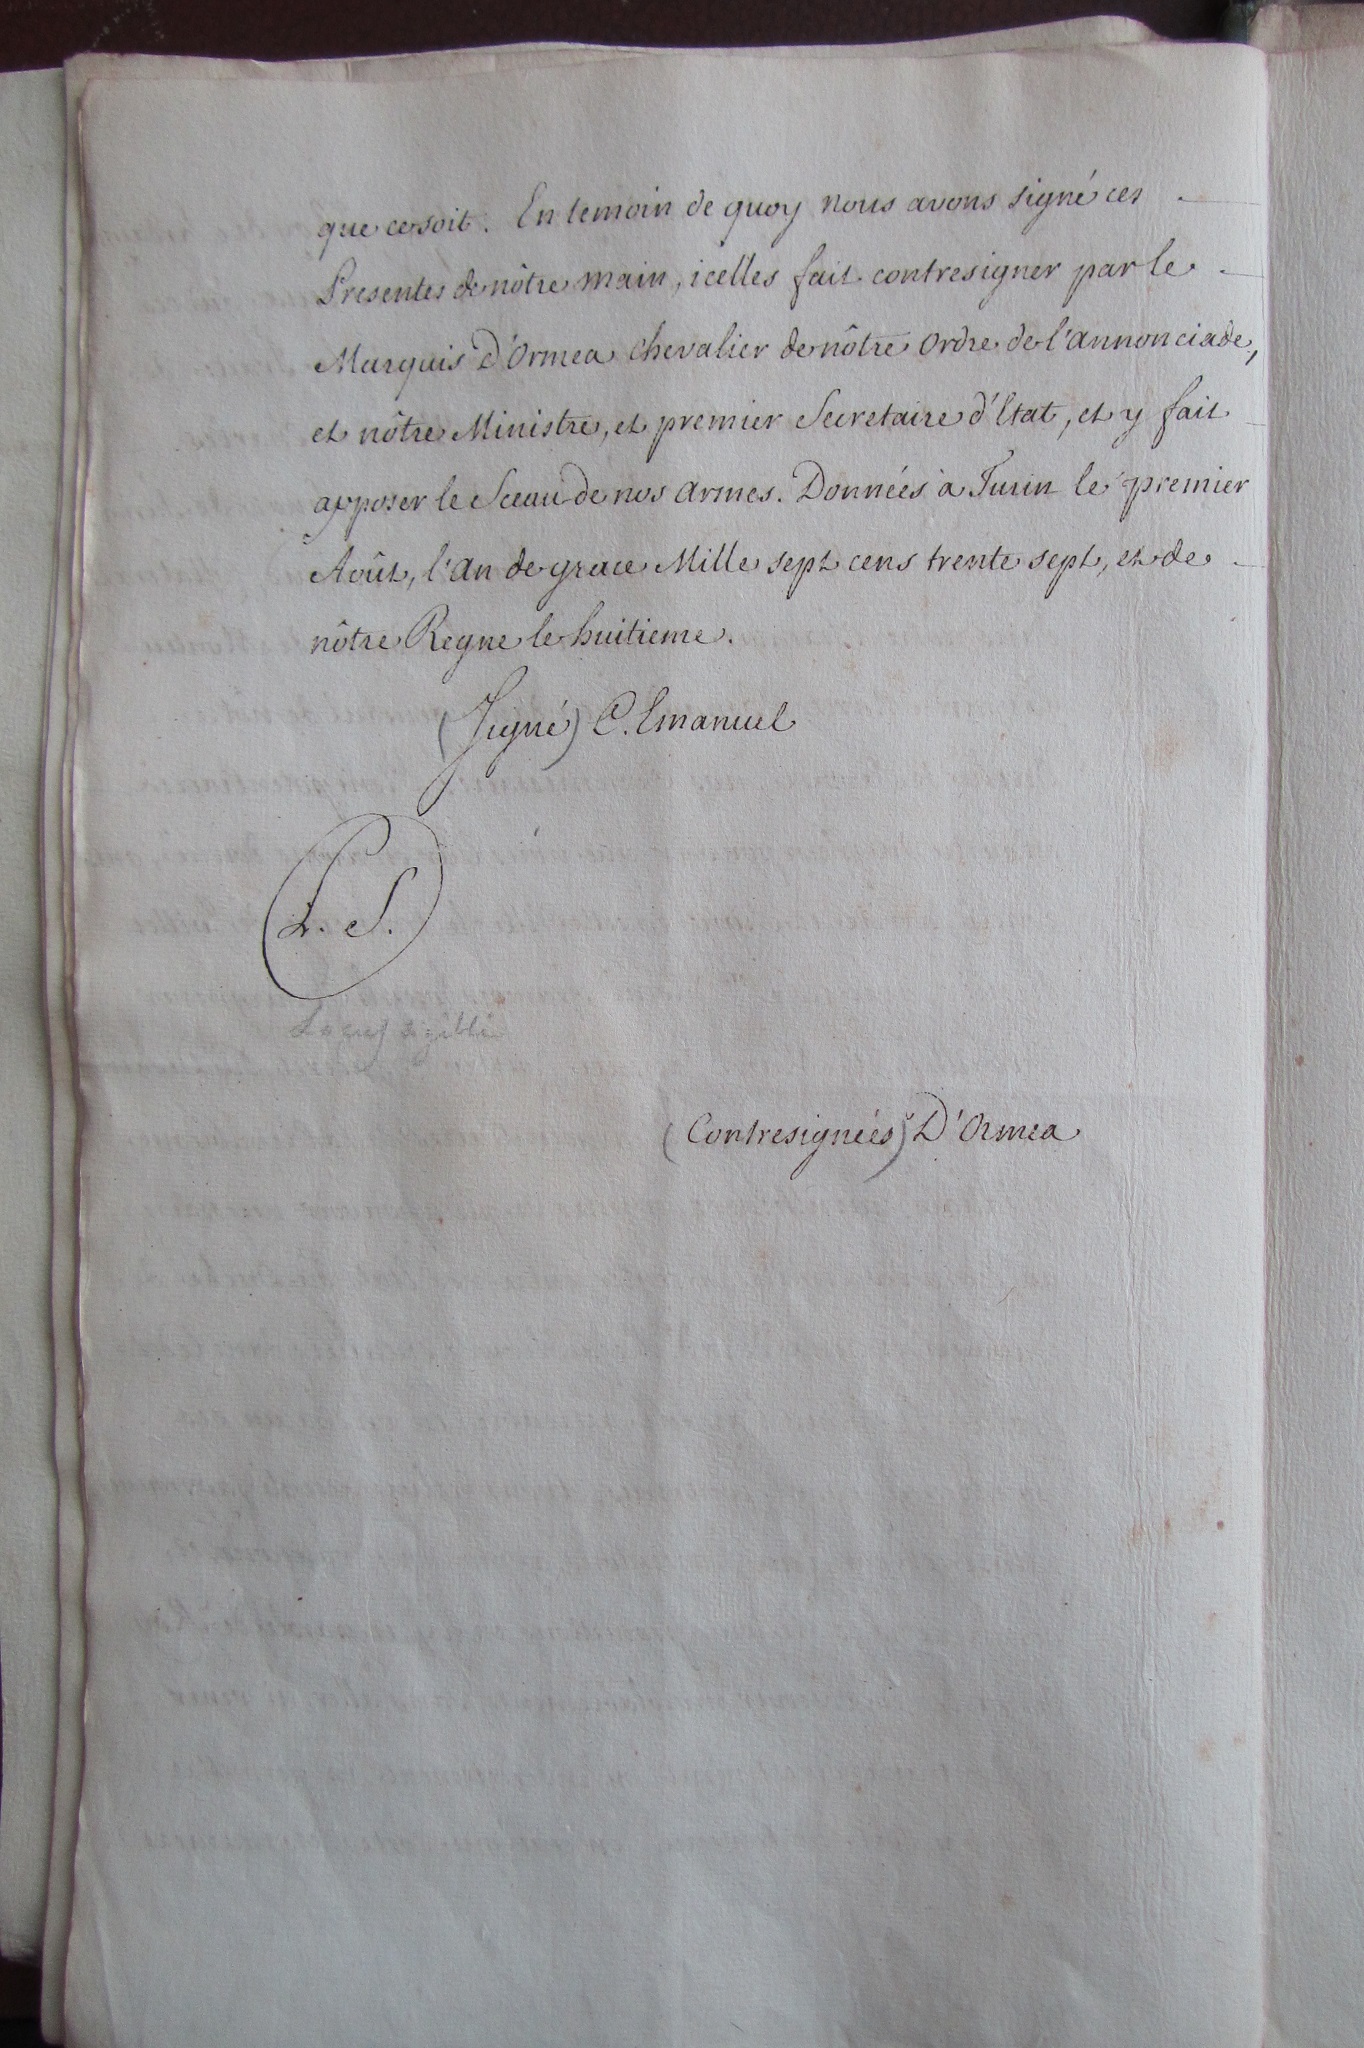 que ce soit. En temoin de quoy nous avons signé ces
Presentes de nôtre main, icelles fait contresigner par le
Marquis D'Ormea Chevalier de nôtre Ordre de l'annonciade,
et nôtre Ministre, et premier Secretaire d'Etat, et y fait
apposer le Sceau de nos armes. Données à Turin le premier
Août, l'an de grace Mille sept cens trente sept, et de
nôtre Regne le huitieme.
(Signé) C. Emanuel
L. S.
Locus sigilli
(Contresignées) D'Ormea